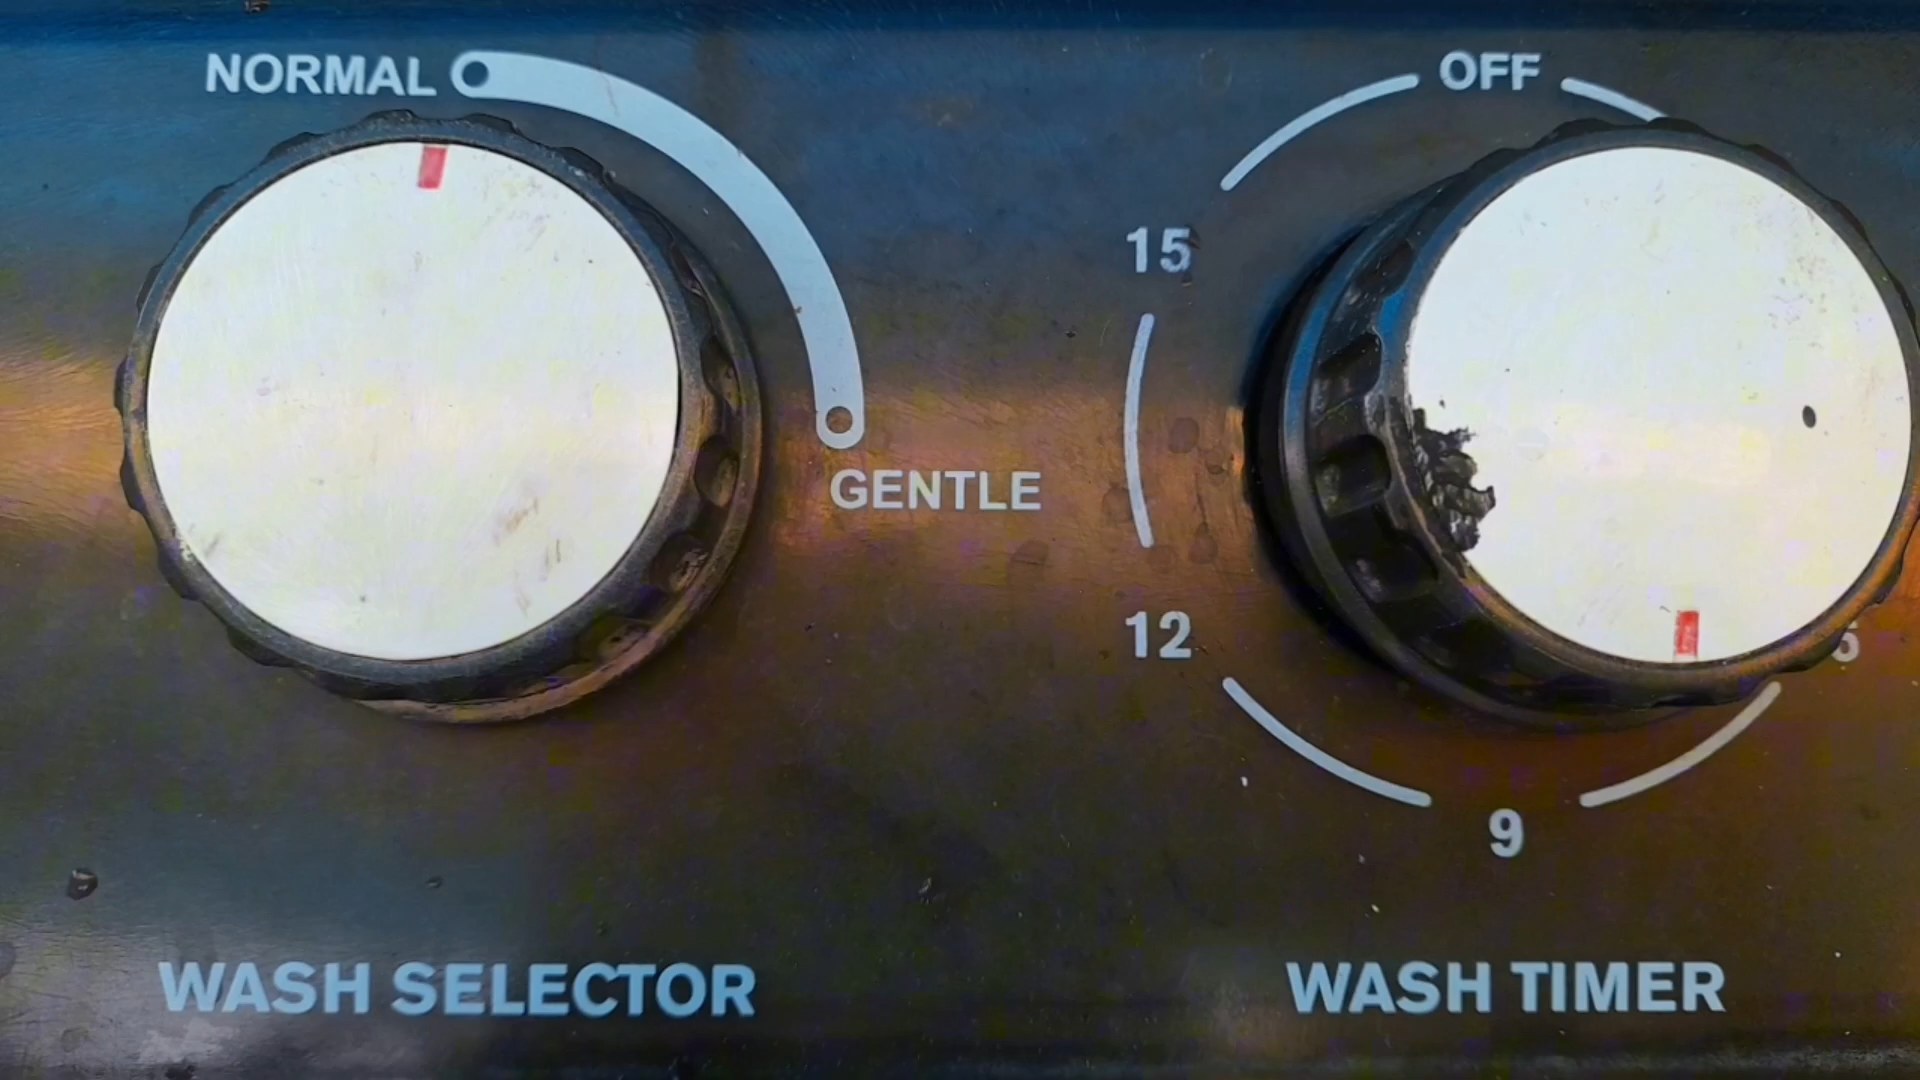 NORMAL
OFF
15
GENTLE
12
9
WASH SELECTOR
WASH TIMER